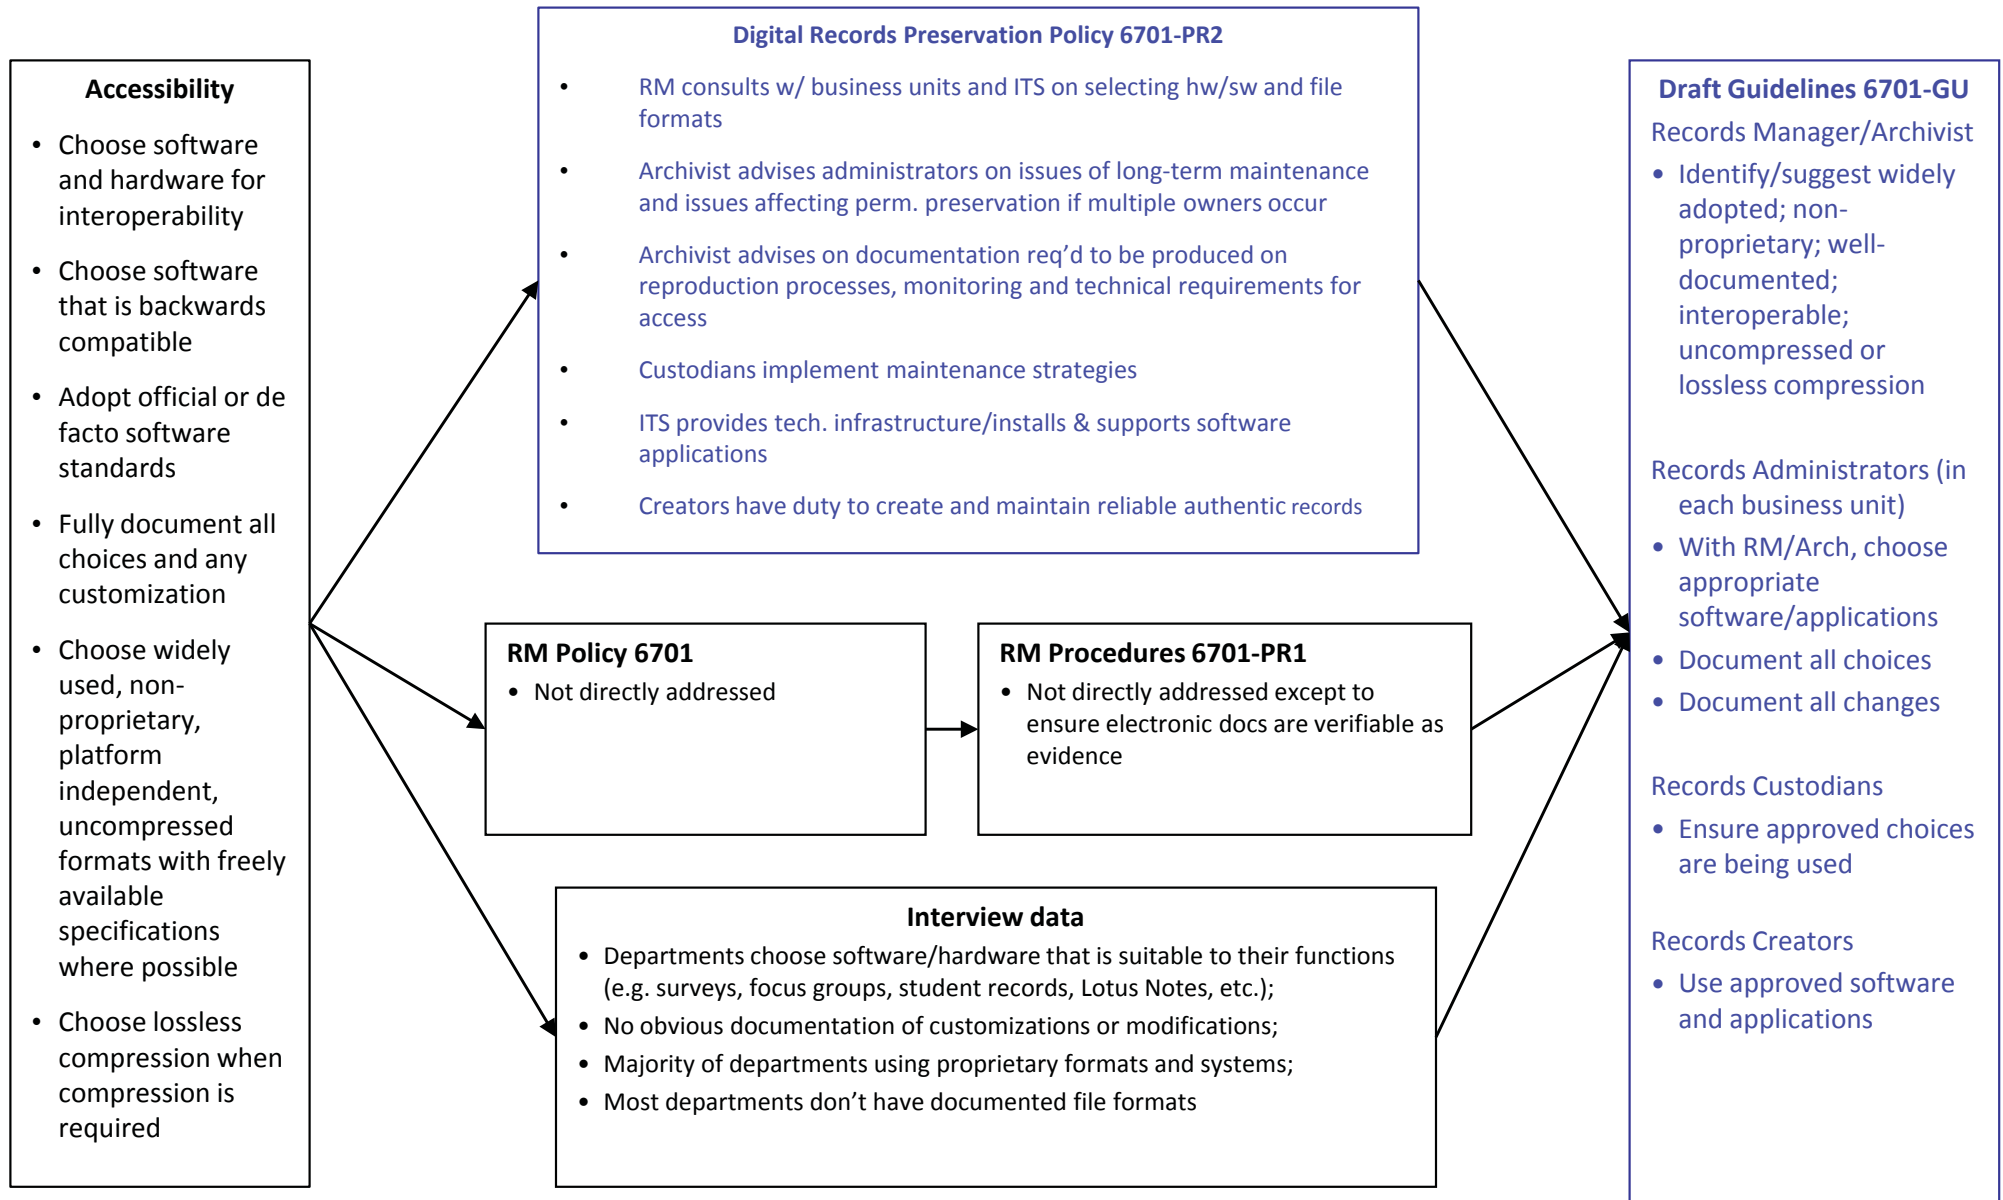 Accessibility
• Choose software
and hardware for
interoperability
• Choose software
that is backwards
compatible
• Adopt official or de
facto software
standards
• Fully document all
choices and any
customization
• Choose widely
used, non-
proprietary,
platform
independent,
uncompressed
formats with freely
available
specifications
where possible
• Choose lossless
compression when
compression is
required
Digital Records Preservation Policy 6701-PR2
• RM consults w/ business units and ITS on selecting hw/sw and file
formats
• Archivist advises administrators on issues of long-term maintenance
and issues affecting perm. preservation if multiple owners occur
• Archivist advises on documentation req’d to be produced on
reproduction processes, monitoring and technical requirements for
access
• Custodians implement maintenance strategies
• ITS provides tech. infrastructure/installs & supports software
applications
• Creators have duty to create and maintain reliable authentic records
RM Policy 6701
• Not directly addressed
RM Procedures 6701-PR1
• Not directly addressed except to
ensure electronic docs are verifiable as
evidence
Interview data
• Departments choose software/hardware that is suitable to their functions
(e.g. surveys, focus groups, student records, Lotus Notes, etc.);
• No obvious documentation of customizations or modifications;
• Majority of departments using proprietary formats and systems;
• Most departments don’t have documented file formats
Draft Guidelines 6701-GU
Records Manager/Archivist
• Identify/suggest widely
adopted; non-
proprietary; well-
documented;
interoperable;
uncompressed or
lossless compression
Records Administrators (in
each business unit)
• With RM/Arch, choose
appropriate
software/applications
• Document all choices
• Document all changes
Records Custodians
• Ensure approved choices
are being used
Records Creators
• Use approved software
and applications